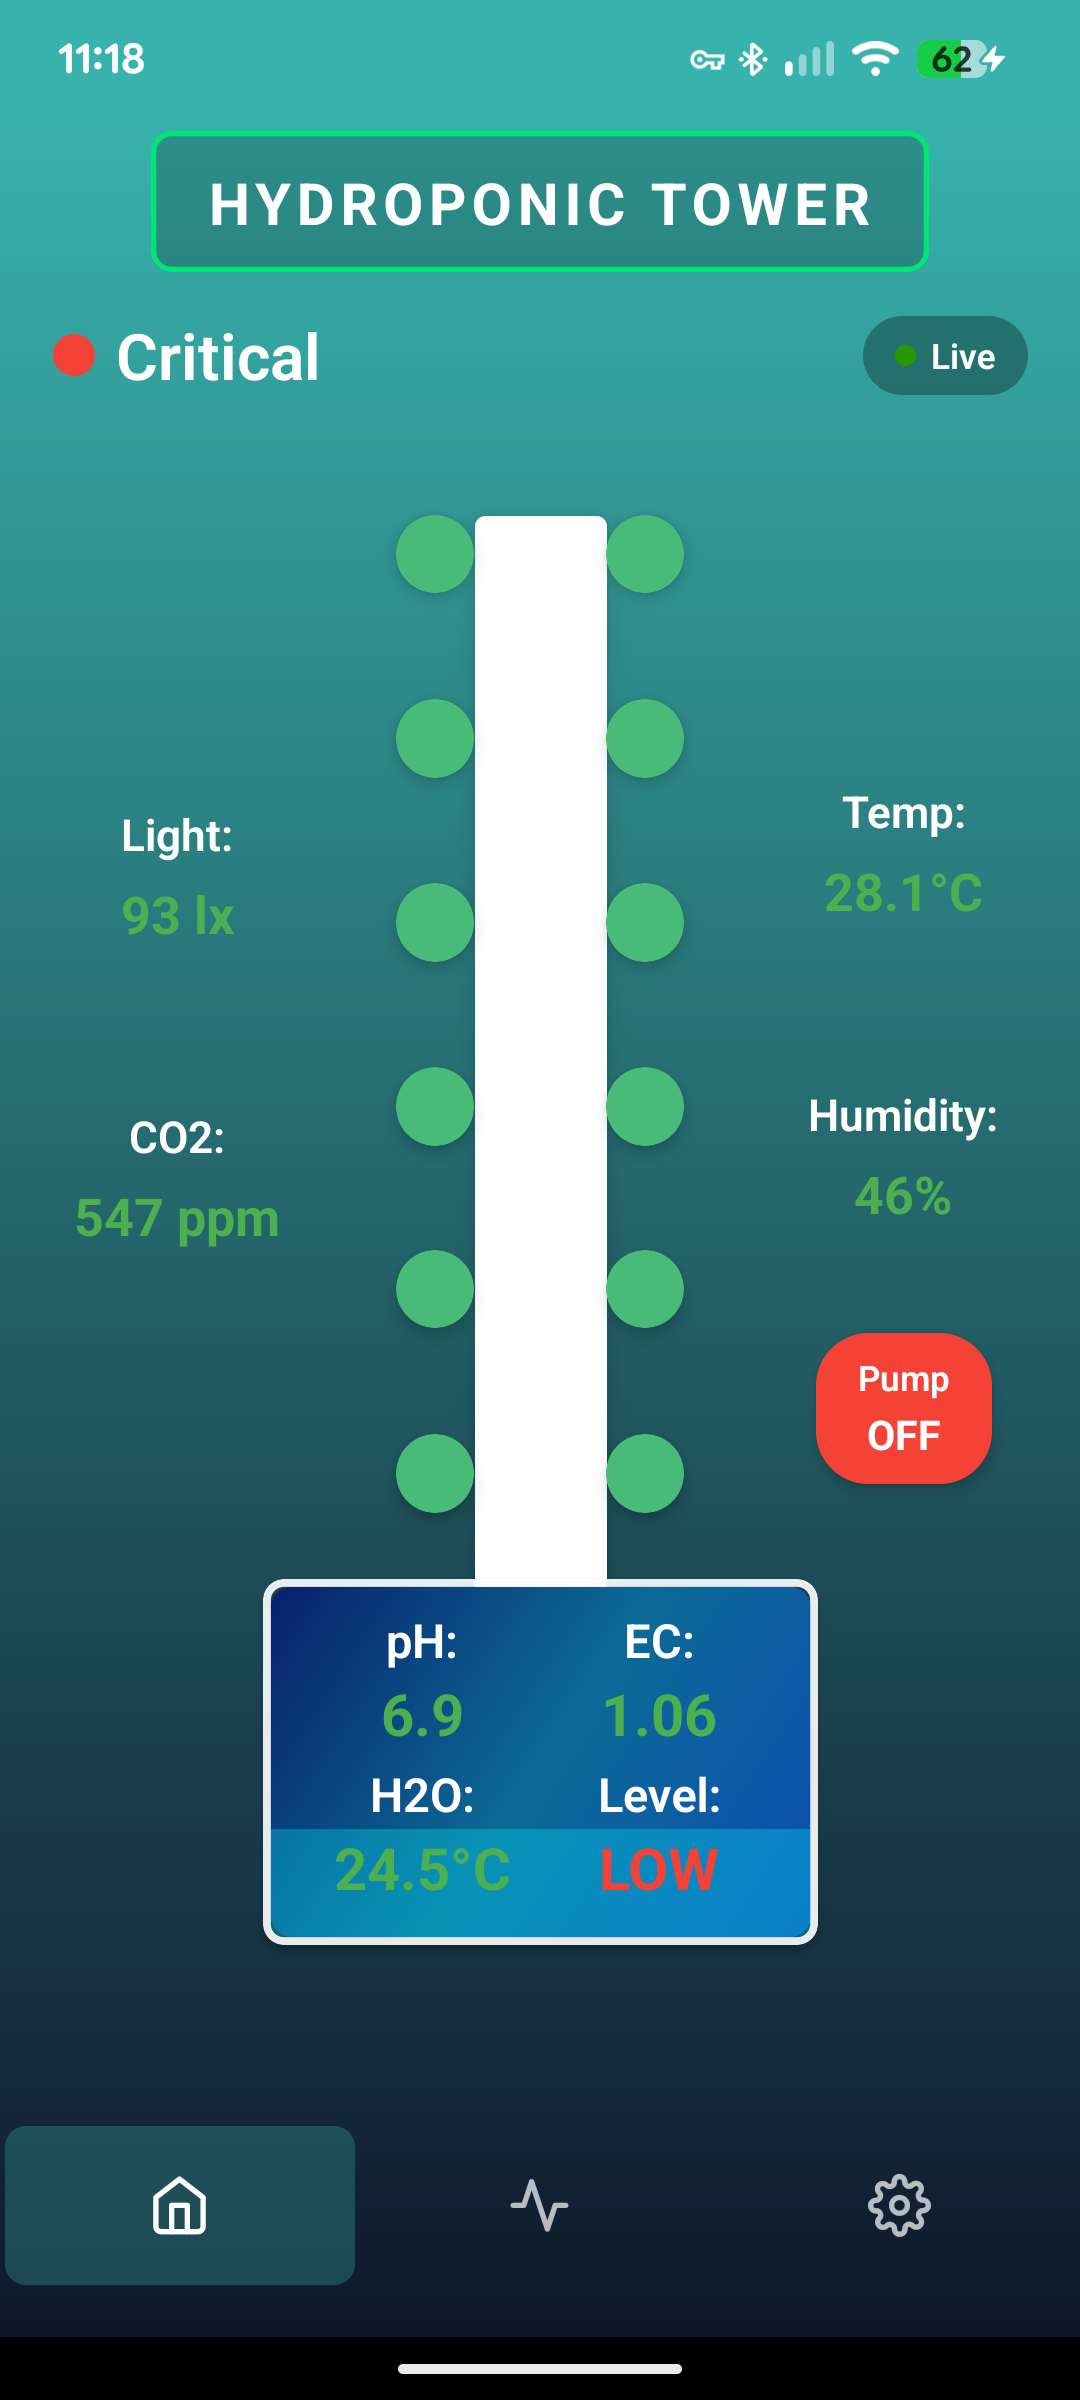 11:18
62
HYDROPONIC TOWER
Critical
Live
Light:
93 lx
Temp:
28.1°C
CO2:
547 ppm
Humidity:
46%
Pump
OFF
pH:
EC:
6.9
1.06
H2O:
Level:
24.5°C
LOW